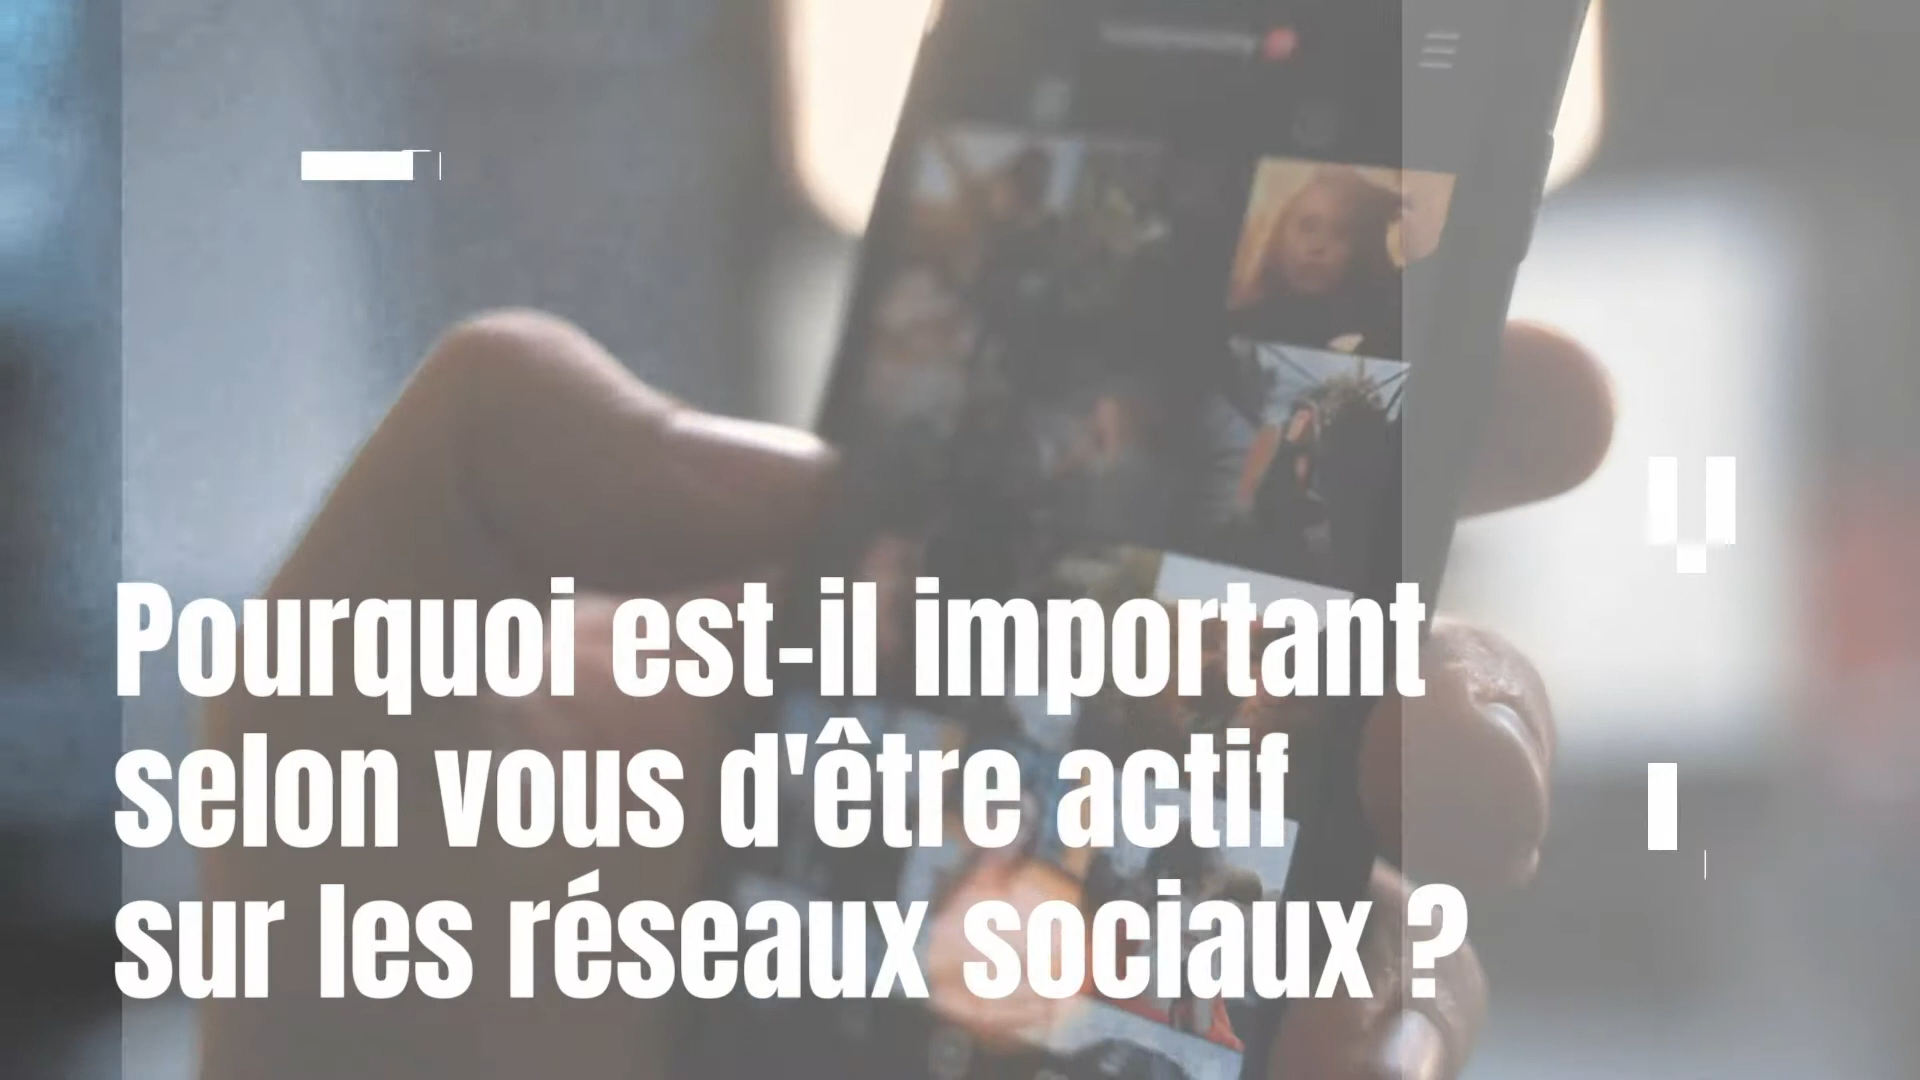 Pourquoi est-il important
selon vous d'être actif
sur les réseaux sociaux ?